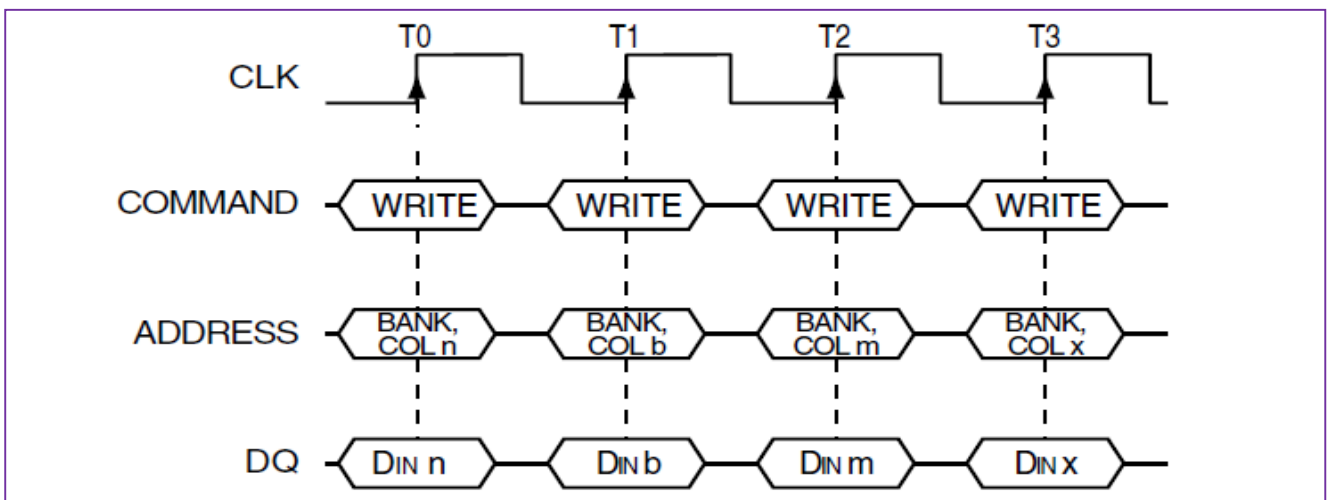 T0 T1 T2 T3
CLK
COMMAND WRITE WRITE WRITE WRITE
ADDRESS BANK, COL n BANK, COL b BANK, COL m BANK, COL x
DQ DIN n DIN b DIN m DIN x